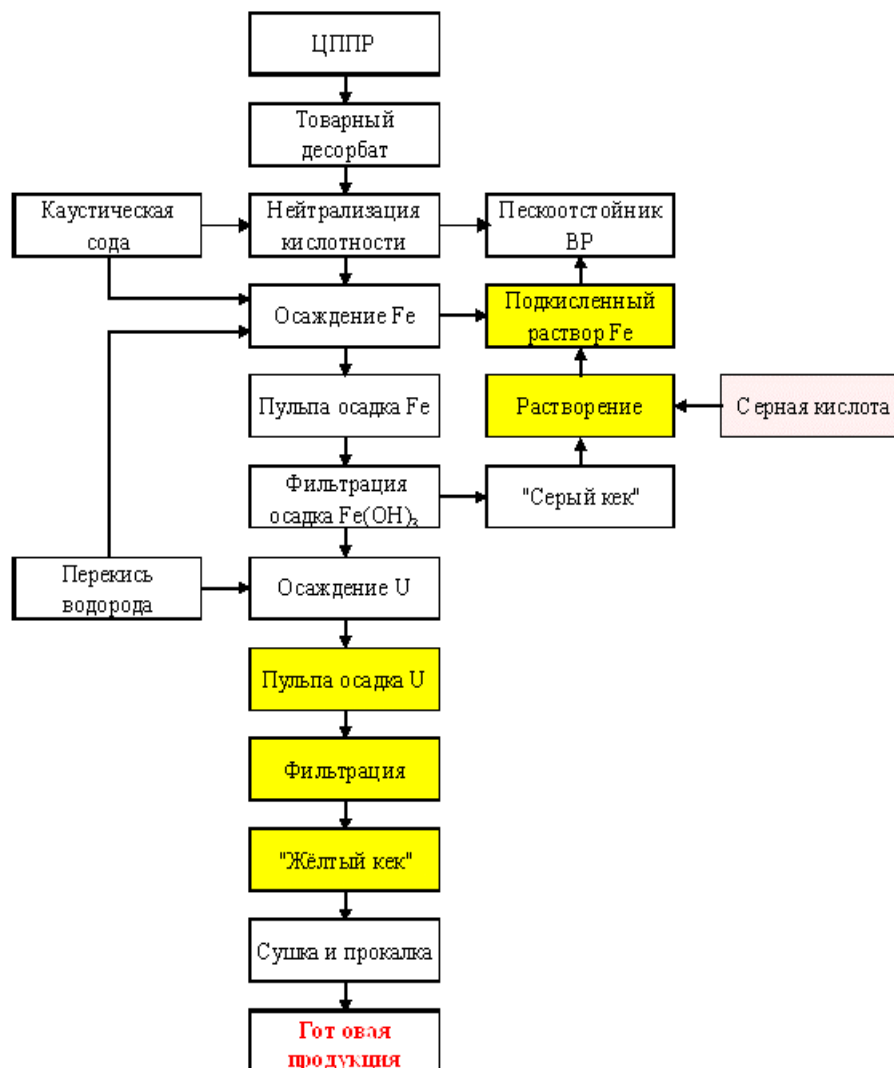 ЦППР
Товарный
десорбат
Каустическая
сода
Нейтрализация
кислотности
Пескоотстойник
ВР
Осаждение Fe
Подкисленный
раствор Fe
Пульпа осадка Fe
Растворение
Серная кислота
Фильтрация
осадка Fe(OH)₃
"Серый кек"
Перекись
водорода
Осаждение U
Пульпа осадка U
Фильтрация
"Жёлтый кек"
Сушка и прокалка
Готовая
продукция